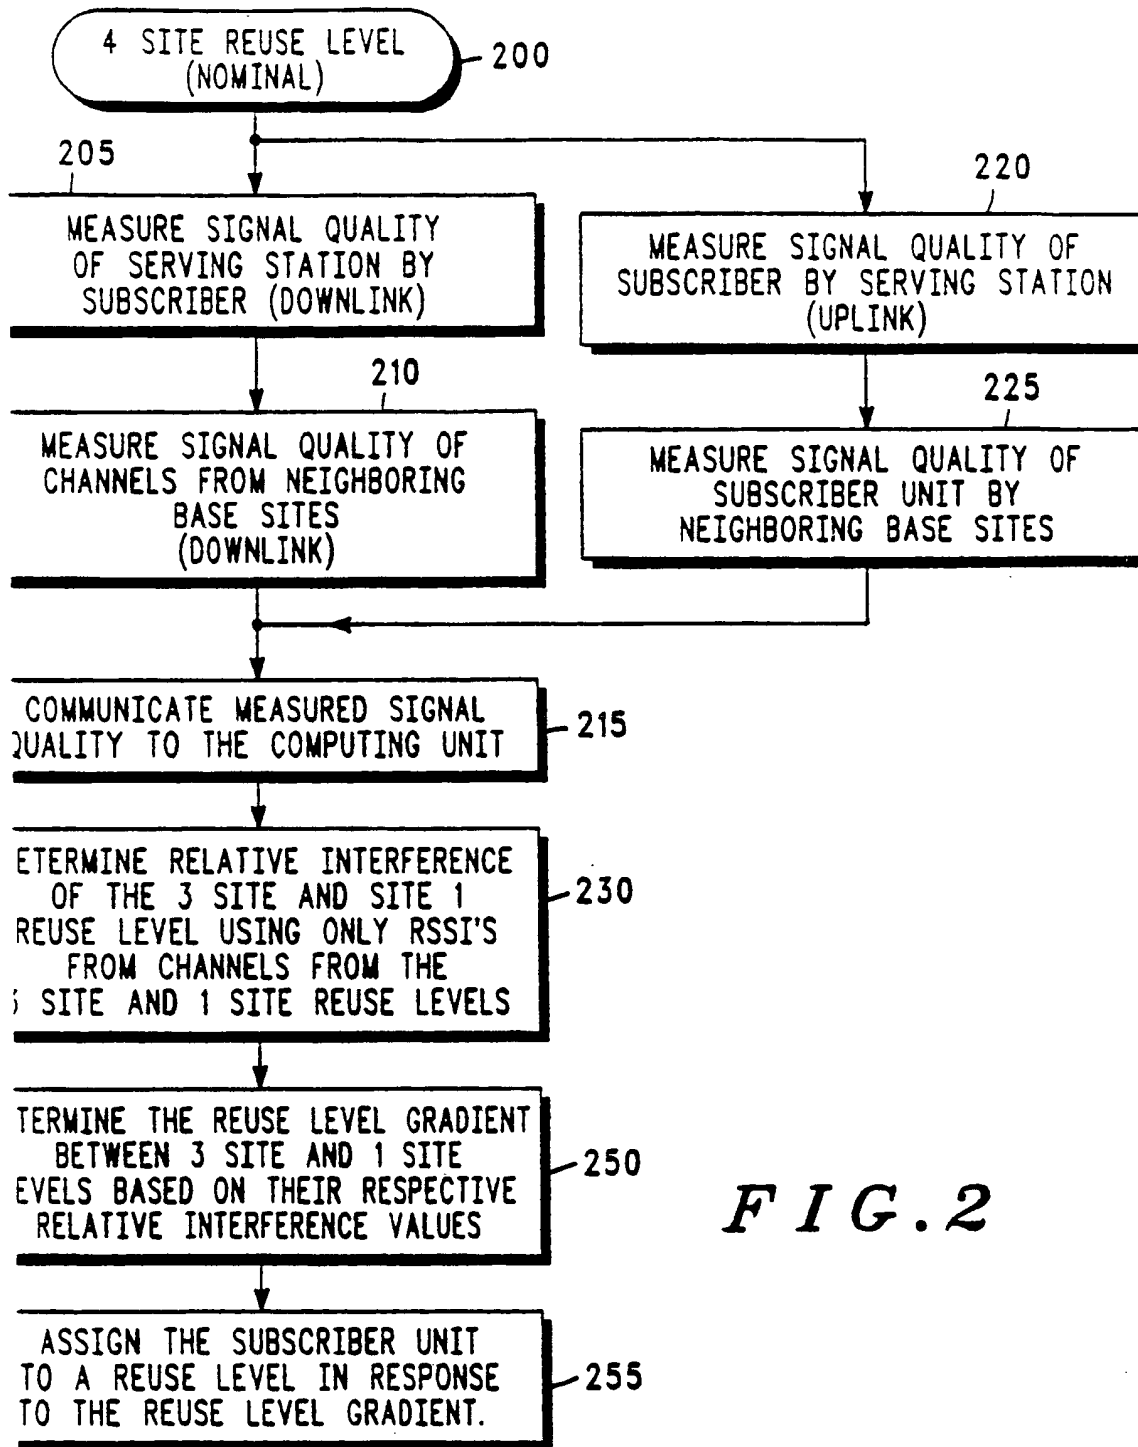 4 SITE REUSE LEVEL
(NOMINAL)
200
205
MEASURE SIGNAL QUALITY
OF SERVING STATION BY
SUBSCRIBER (DOWNLINK)
220
MEASURE SIGNAL QUALITY OF
SUBSCRIBER BY SERVING STATION
(UPLINK)
210
MEASURE SIGNAL QUALITY OF
CHANNELS FROM NEIGHBORING
BASE SITES
(DOWNLINK)
225
MEASURE SIGNAL QUALITY OF
SUBSCRIBER UNIT BY
NEIGHBORING BASE SITES
COMMUNICATE MEASURED SIGNAL
QUALITY TO THE COMPUTING UNIT
215
ETERMINE RELATIVE INTERFERENCE
OF THE 3 SITE AND SITE 1
REUSE LEVEL USING ONLY RSSI'S
FROM CHANNELS FROM THE
SITE AND 1 SITE REUSE LEVELS
230
TERMINE THE REUSE LEVEL GRADIENT
BETWEEN 3 SITE AND 1 SITE
EVELS BASED ON THEIR RESPECTIVE
RELATIVE INTERFERENCE VALUES
250
ASSIGN THE SUBSCRIBER UNIT
TO A REUSE LEVEL IN RESPONSE
TO THE REUSE LEVEL GRADIENT.
255
FIG.2